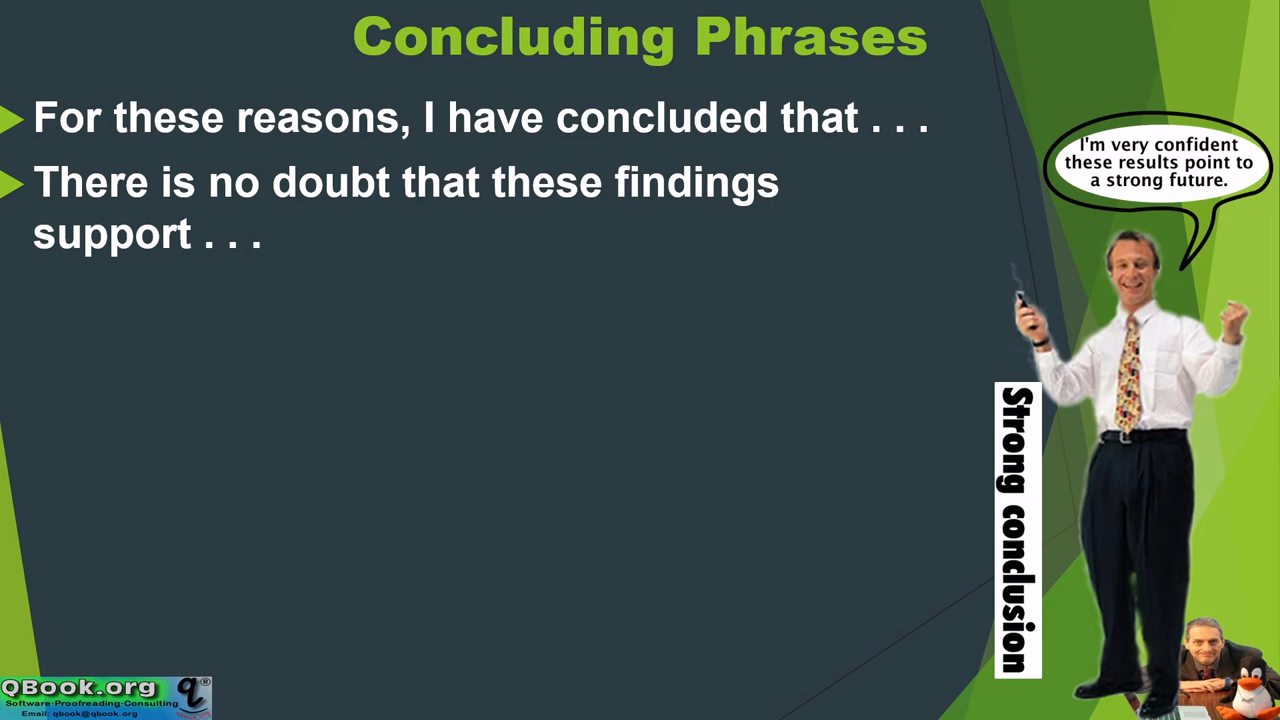 Concluding Phrases
For these reasons, I have concluded that . . .
There is no doubt that these findings
support . . .
I'm very confident
these results point to
a strong future.
Strong conclusion
QBook.org
q®
Software·Proofreading·Consulting
Email: qbook@qbook.org